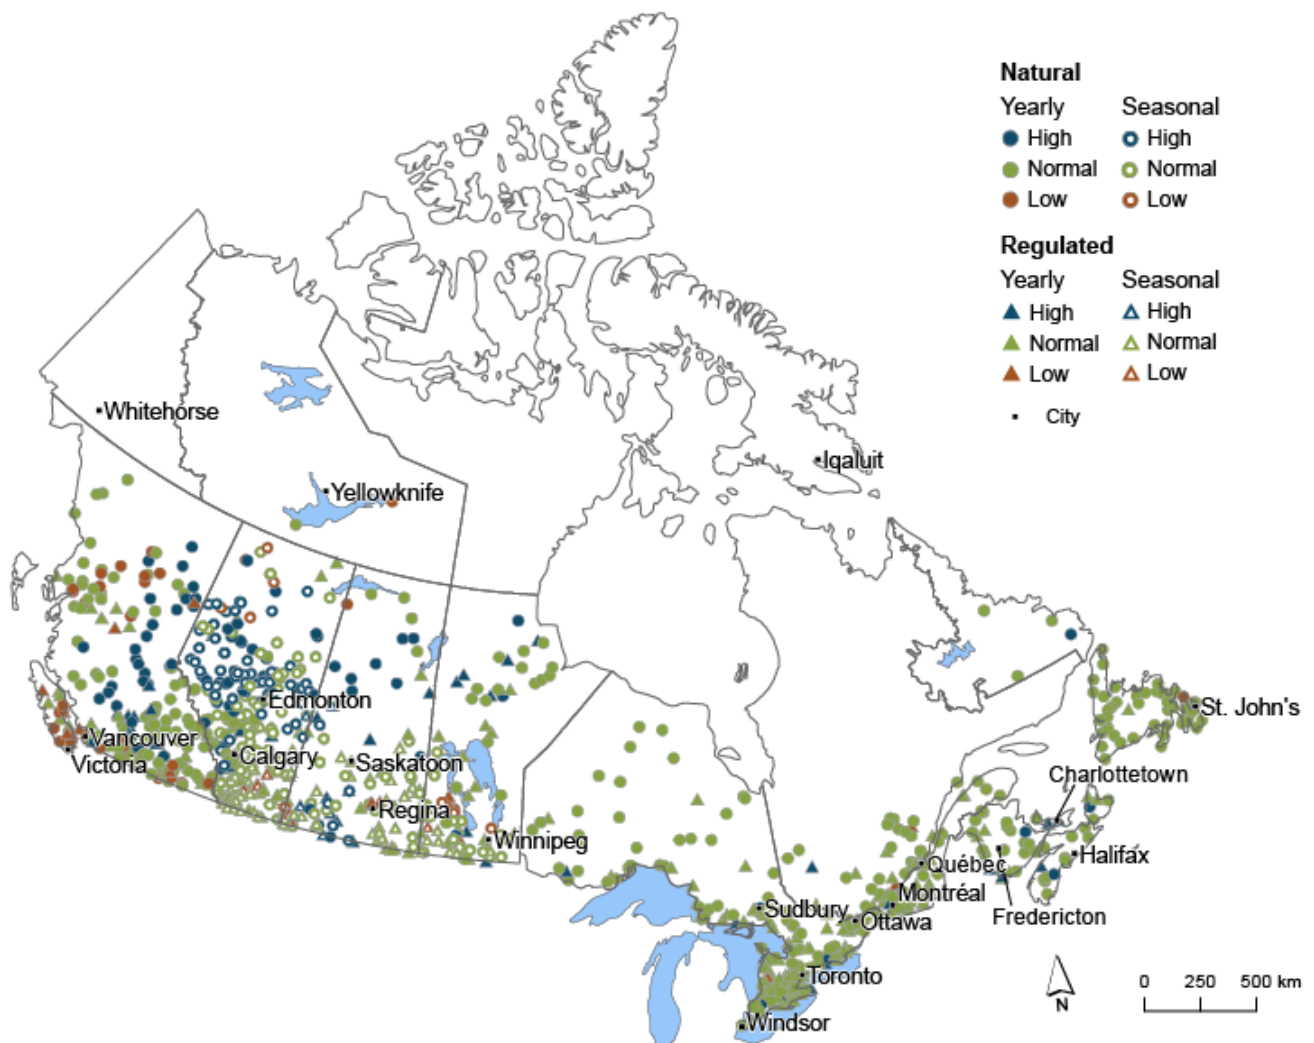 Natural
Yearly Seasonal
High High
Normal Normal
Low Low
Regulated
Yearly Seasonal
High High
Normal Normal
Low Low
City
Whitehorse
Iqaluit
Yellowknife
Edmonton
St. John's
Vancouver
Victoria
Calgary
Saskatoon
Charlottetown
Regina
Winnipeg
Québec
Halifax
Montréal
Sudbury
Ottawa
Fredericton
Toronto
Windsor
N
0 250 500 km